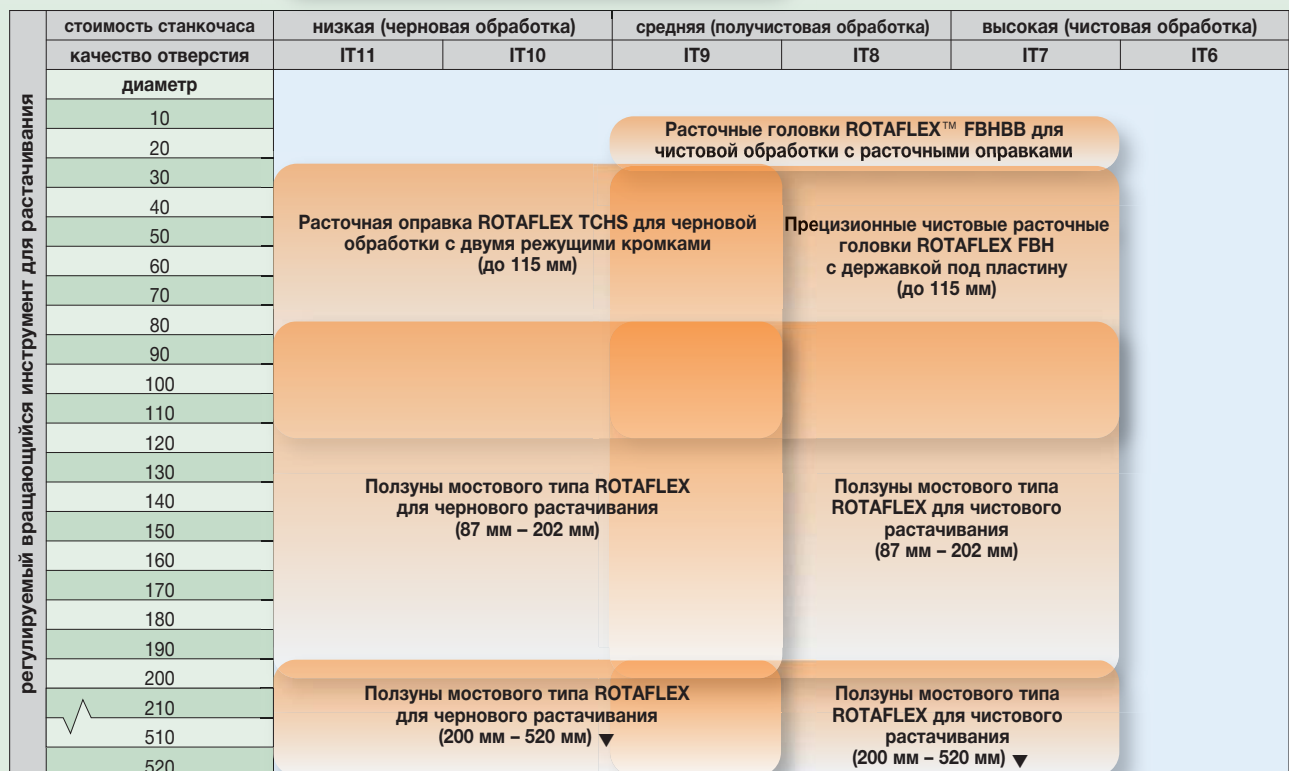 стоимость станкочаса
низкая (черновая обработка)
средняя (получистовая обработка)
высокая (чистовая обработка)
качество отверстия
IT11
IT10
IT9
IT8
IT7
IT6
регулируемый вращающийся инструмент для растачивания
диаметр
10
20
30
40
50
60
70
80
90
100
110
120
130
140
150
160
170
180
190
200
210
510
520
Расточные головки ROTAFLEX™ FBHBB для
чистовой обработки с расточными оправками
Расточная оправка ROTAFLEX TCHS для черновой
обработки с двумя режущими кромками
(до 115 мм)
Прецизионные чистовые расточные
головки ROTAFLEX FBH
с державкой под пластину
(до 115 мм)
Ползуны мостового типа ROTAFLEX
для чернового растачивания
(87 мм – 202 мм)
Ползуны мостового типа
ROTAFLEX для чистового
растачивания
(87 мм – 202 мм)
Ползуны мостового типа ROTAFLEX
для чернового растачивания
(200 мм – 520 мм) ▼
Ползуны мостового типа
ROTAFLEX для чистового
растачивания
(200 мм – 520 мм) ▼